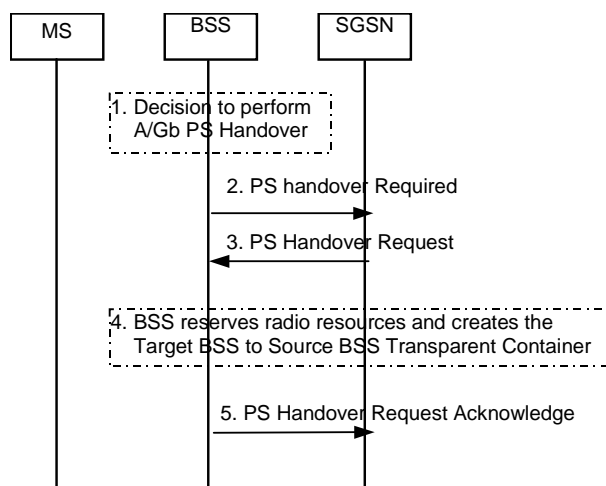 MS
BSS
SGSN
1. Decision to perform
A/Gb PS Handover
2. PS handover Required
3. PS Handover Request
4. BSS reserves radio resources and creates the
Target BSS to Source BSS Transparent Container
5. PS Handover Request Acknowledge